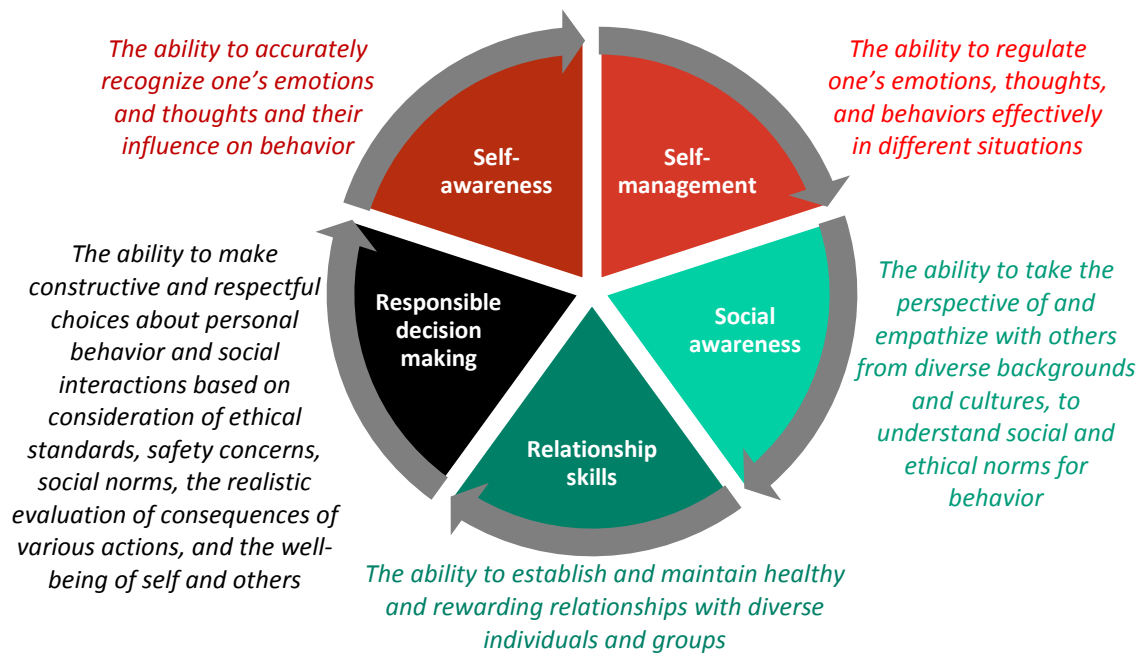 The ability to accurately
recognize one’s emotions
and thoughts and their
influence on behavior
The ability to regulate
one’s emotions, thoughts,
and behaviors effectively
in different situations
Self-
awareness
Self-
management
The ability to make
constructive and respectful
choices about personal
behavior and social
interactions based on
consideration of ethical
standards, safety concerns,
social norms, the realistic
evaluation of consequences of
various actions, and the well-
being of self and others
Responsible
decision
making
Social
awareness
The ability to take the
perspective of and
empathize with others
from diverse backgrounds
and cultures, to
understand social and
ethical norms for
behavior
Relationship
skills
The ability to establish and maintain healthy
and rewarding relationships with diverse
individuals and groups